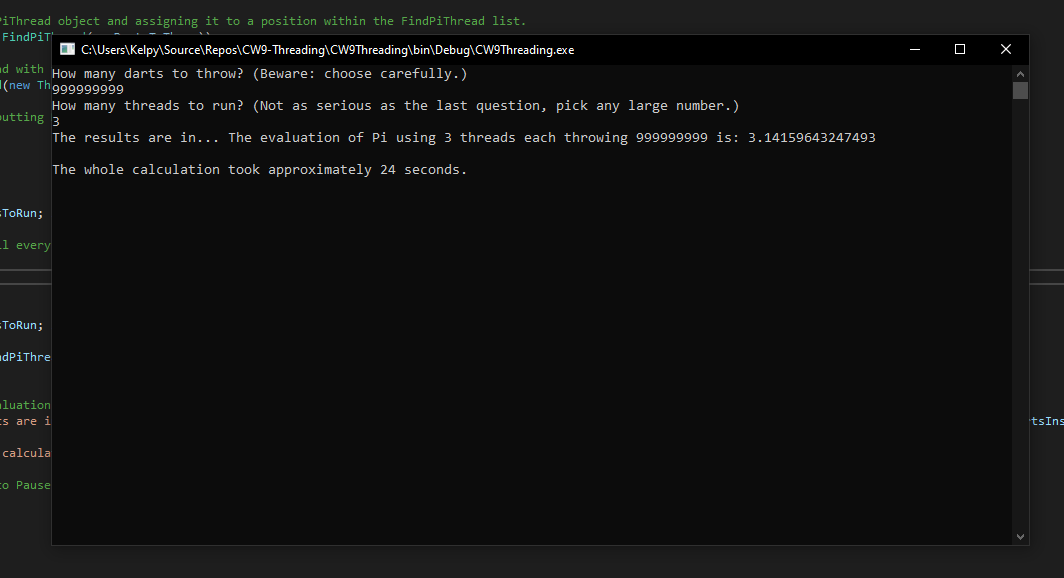 PiThread object and assigning it to a position within the FindPiThread list.
FindPiT
C:\Users\Kelpy\Source\Repos\CW9-Threading\CW9Threading\bin\Debug\CW9Threading.exe
nd with
How many darts to throw? (Beware: choose carefully.)
(new Th
999999999
How many threads to run? (Not as serious as the last question, pick any large number.)
utting
3
The results are in... The evaluation of Pi using 3 threads each throwing 999999999 is: 3.14159643247493
The whole calculation took approximately 24 seconds.
sToRun;
ll every
sToRun;
ndPiThre
aluation
ts are i
rtsIns
calcula
to Pause